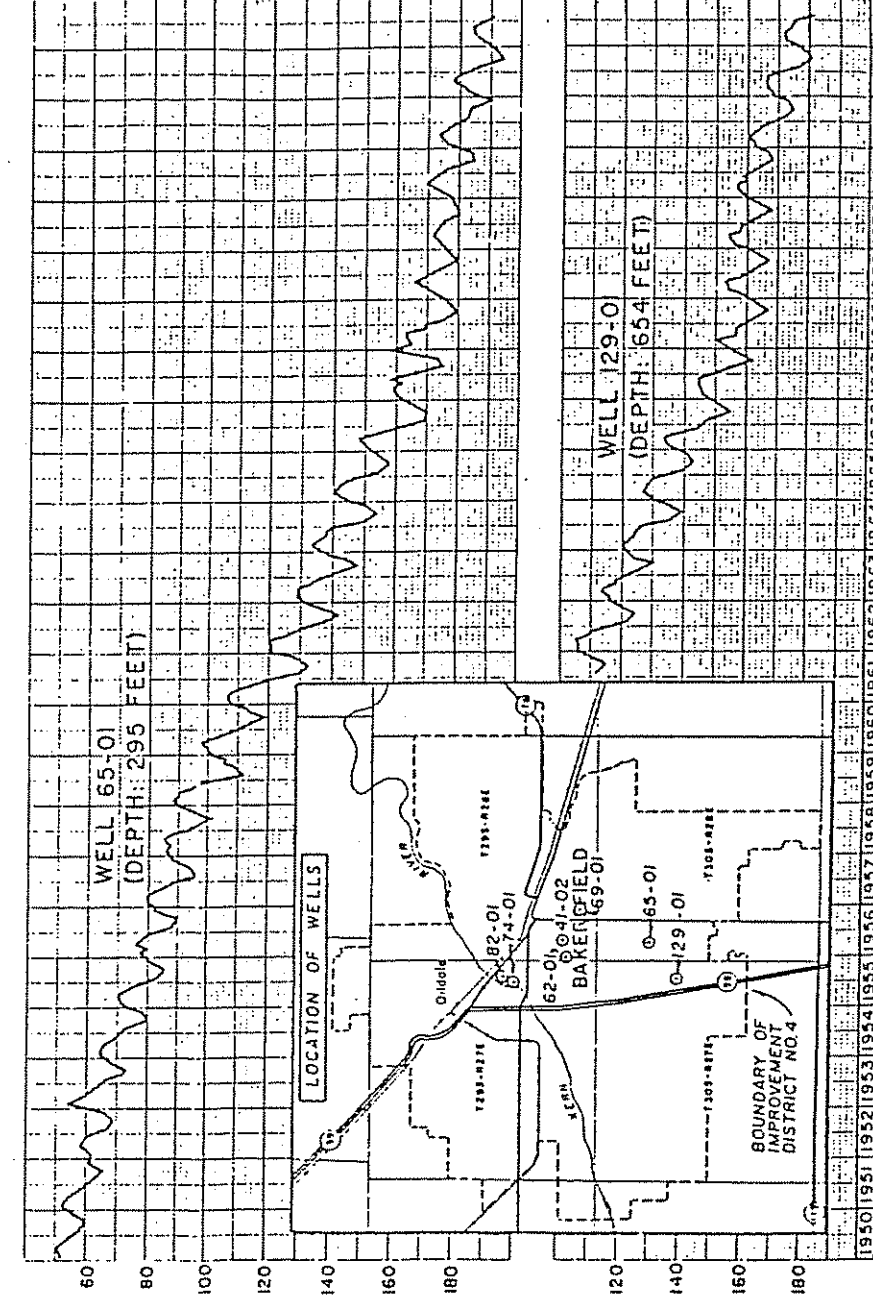 WELL 65-01
(DEPTH: 295 FEET)
60
80
100
120
140
160
180
WELL 129-01
(DEPTH: 654 FEET)
120
140
160
180
LOCATION OF WELLS
RIVER
Oildale
99
T29S-R28E
T29S-R27E
82-01
74-01
62-01
41-02
BAKERSFIELD
69-01
KERN
65-01
129-01
T30S-R28E
T30S-R27E
99
BOUNDARY OF
IMPROVEMENT
DISTRICT NO.4
1950 1951 1952 1953 1954 1955 1956 1957 1958 1959 1960 1961 1962 1963 1964